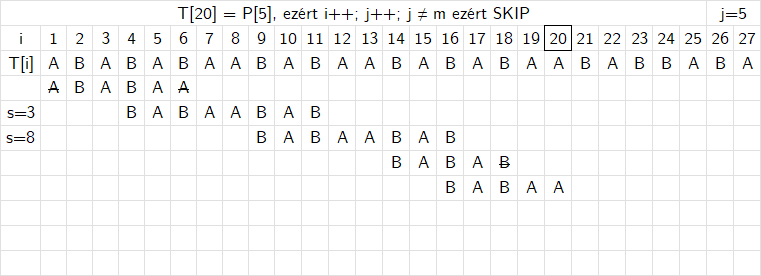 T[20] = P[5], ezért i++; j++; j ≠ m ezért SKIP j=5
i 1 2 3 4 5 6 7 8 9 10 11 12 13 14 15 16 17 18 19 20 21 22 23 24 25 26 27
T[i] A B A B A B A A B A B A A B A B A B A A B A B B A B A
A B A B A A
s=3 B A B A A B A B
s=8 B A B A A B A B
B A B A B
B A B A A